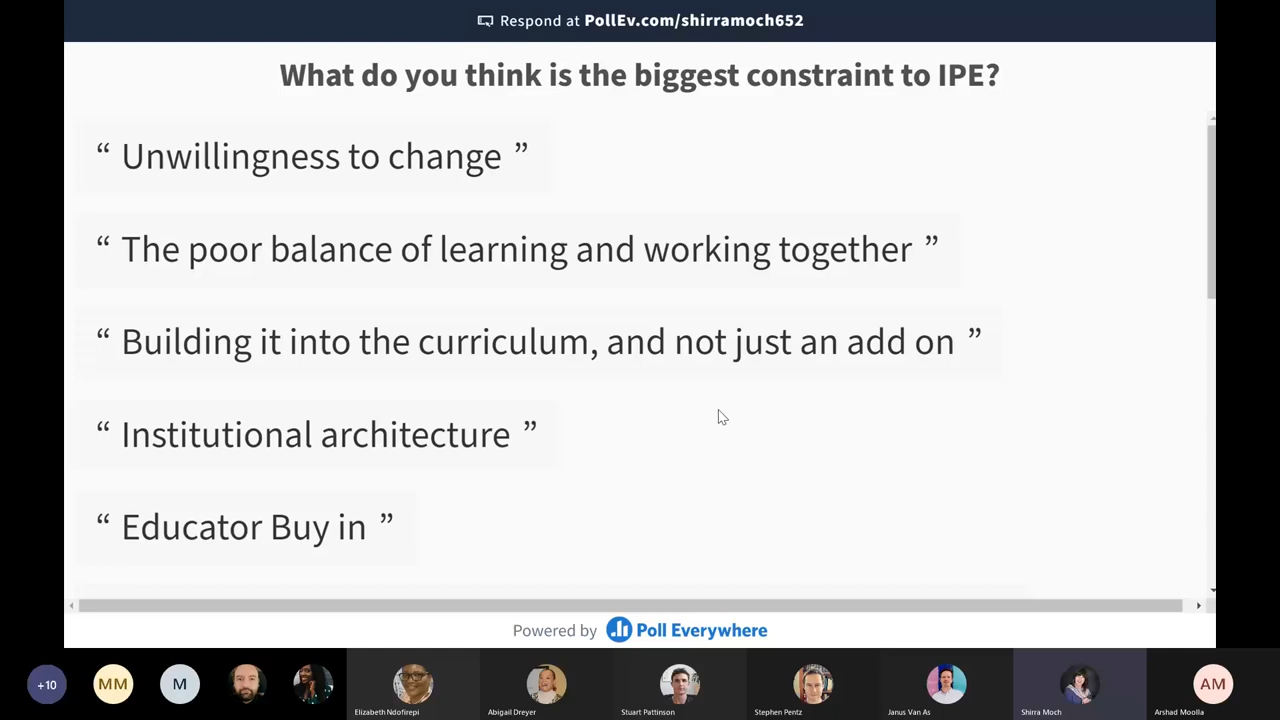 Respond at PollEv.com/shirramoch652
What do you think is the biggest constraint to IPE?
“ Unwillingness to change ”
“ The poor balance of learning and working together ”
“ Building it into the curriculum, and not just an add on ”
“ Institutional architecture ”
“ Educator Buy in ”
Powered by Poll Everywhere
+10 MM M AM
Elizabeth Ndofirepi Abigail Dreyer Stuart Pattinson Stephen Pentz Janus Van As Shirra Moch Arshad Moolla